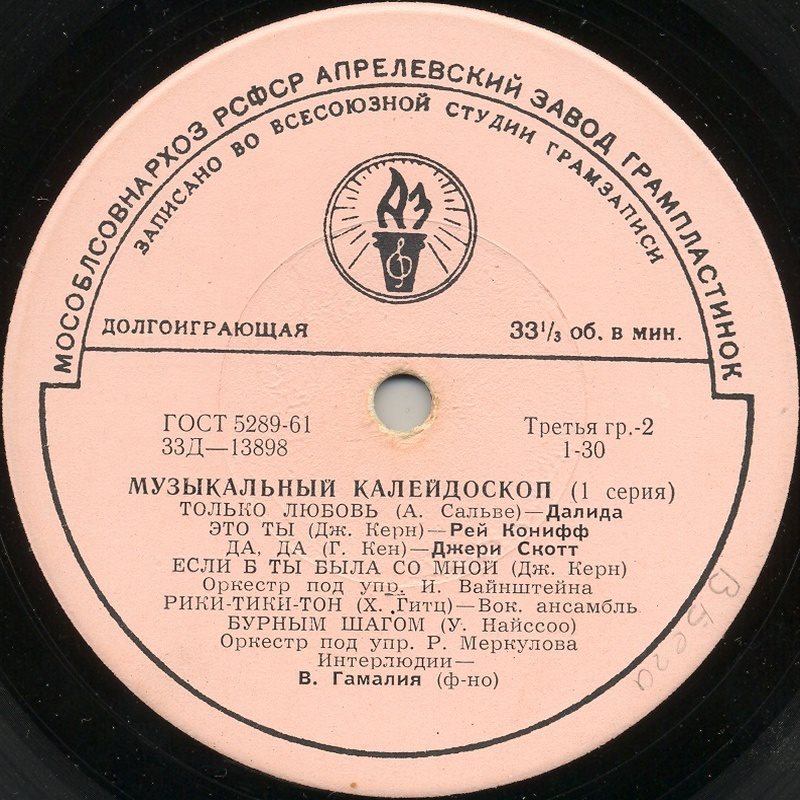 МОСОБЛСОВНАРХОЗ РСФСР АПРЕЛЕВСКИЙ ЗАВОД ГРАМПЛАСТИНОК
ЗАПИСАНО ВО ВСЕСОЮЗНОЙ СТУДИИ ГРАМЗАПИСИ
АЗ
ДОЛГОИГРАЮЩАЯ 33 1/3 об. в мин.
ГОСТ 5289-61 Третья гр.-2
33Д—13898 1-30
МУЗЫКАЛЬНЫЙ КАЛЕЙДОСКОП (1 серия)
ТОЛЬКО ЛЮБОВЬ (А. Сальве)—Далида
ЭТО ТЫ (Дж. Керн)—Рей Конифф
ДА, ДА (Г. Кен)—Джери Скотт
ЕСЛИ Б ТЫ БЫЛА СО МНОЙ (Дж. Керн)
Оркестр под упр. И. Вайнштейна
РИКИ-ТИКИ-ТОН (Х. Гитц)—Вок. ансамбль
БУРНЫМ ШАГОМ (У. Найссоо)
Оркестр под упр. Р. Меркулова
Интерлюдии—
В. Гамалия (ф-но)